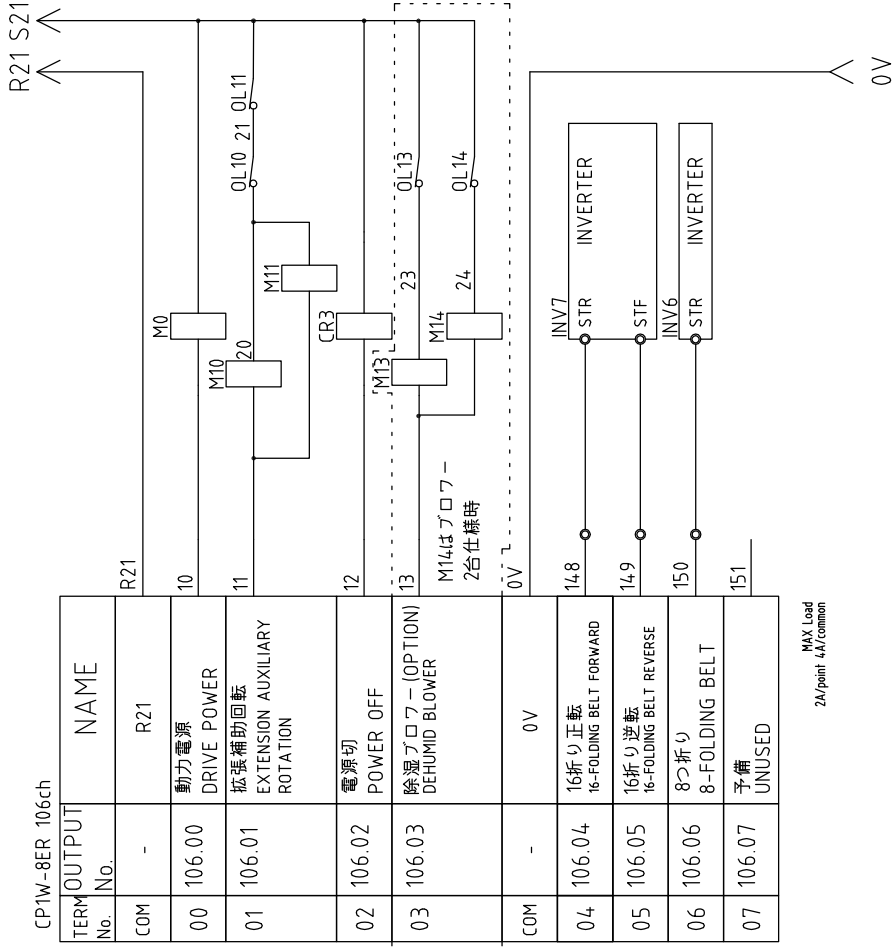 CP1W-8ER 106ch
TERM No.
OUTPUT No.
NAME
COM
-
R21
R21
00
106.00
動力電源
DRIVE POWER
10
01
106.01
拡張補助回転
EXTENSION AUXILIARY
ROTATION
11
02
106.02
電源切
POWER OFF
12
03
106.03
除湿ブロワー(OPTION)
DEHUMID BLOWER
13
M14はブロワー
2台仕様時
COM
-
0V
0V
04
106.04
16折り正転
16-FOLDING BELT FORWARD
148
05
106.05
16折り逆転
16-FOLDING BELT REVERSE
149
06
106.06
8つ折り
8-FOLDING BELT
150
07
106.07
予備
UNUSED
151
R21
S21
M0
M10
20
M11
OL10
21
OL11
CR3
M13
23
OL13
M14
24
OL14
0V
INV7
STR
STF
INVERTER
INV6
STR
INVERTER
MAX Load
2A/point 4A/common